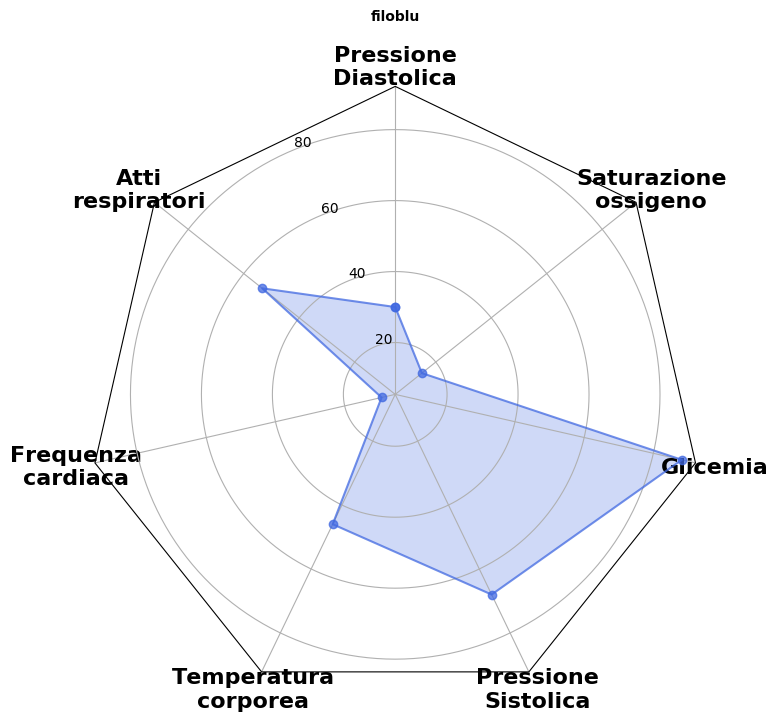 filoblu
Pressione
Diastolica
80
Atti
respiratori
Saturazione
ossigeno
60
40
20
Frequenza
cardiaca
Glicemia
Temperatura
corporea
Pressione
Sistolica